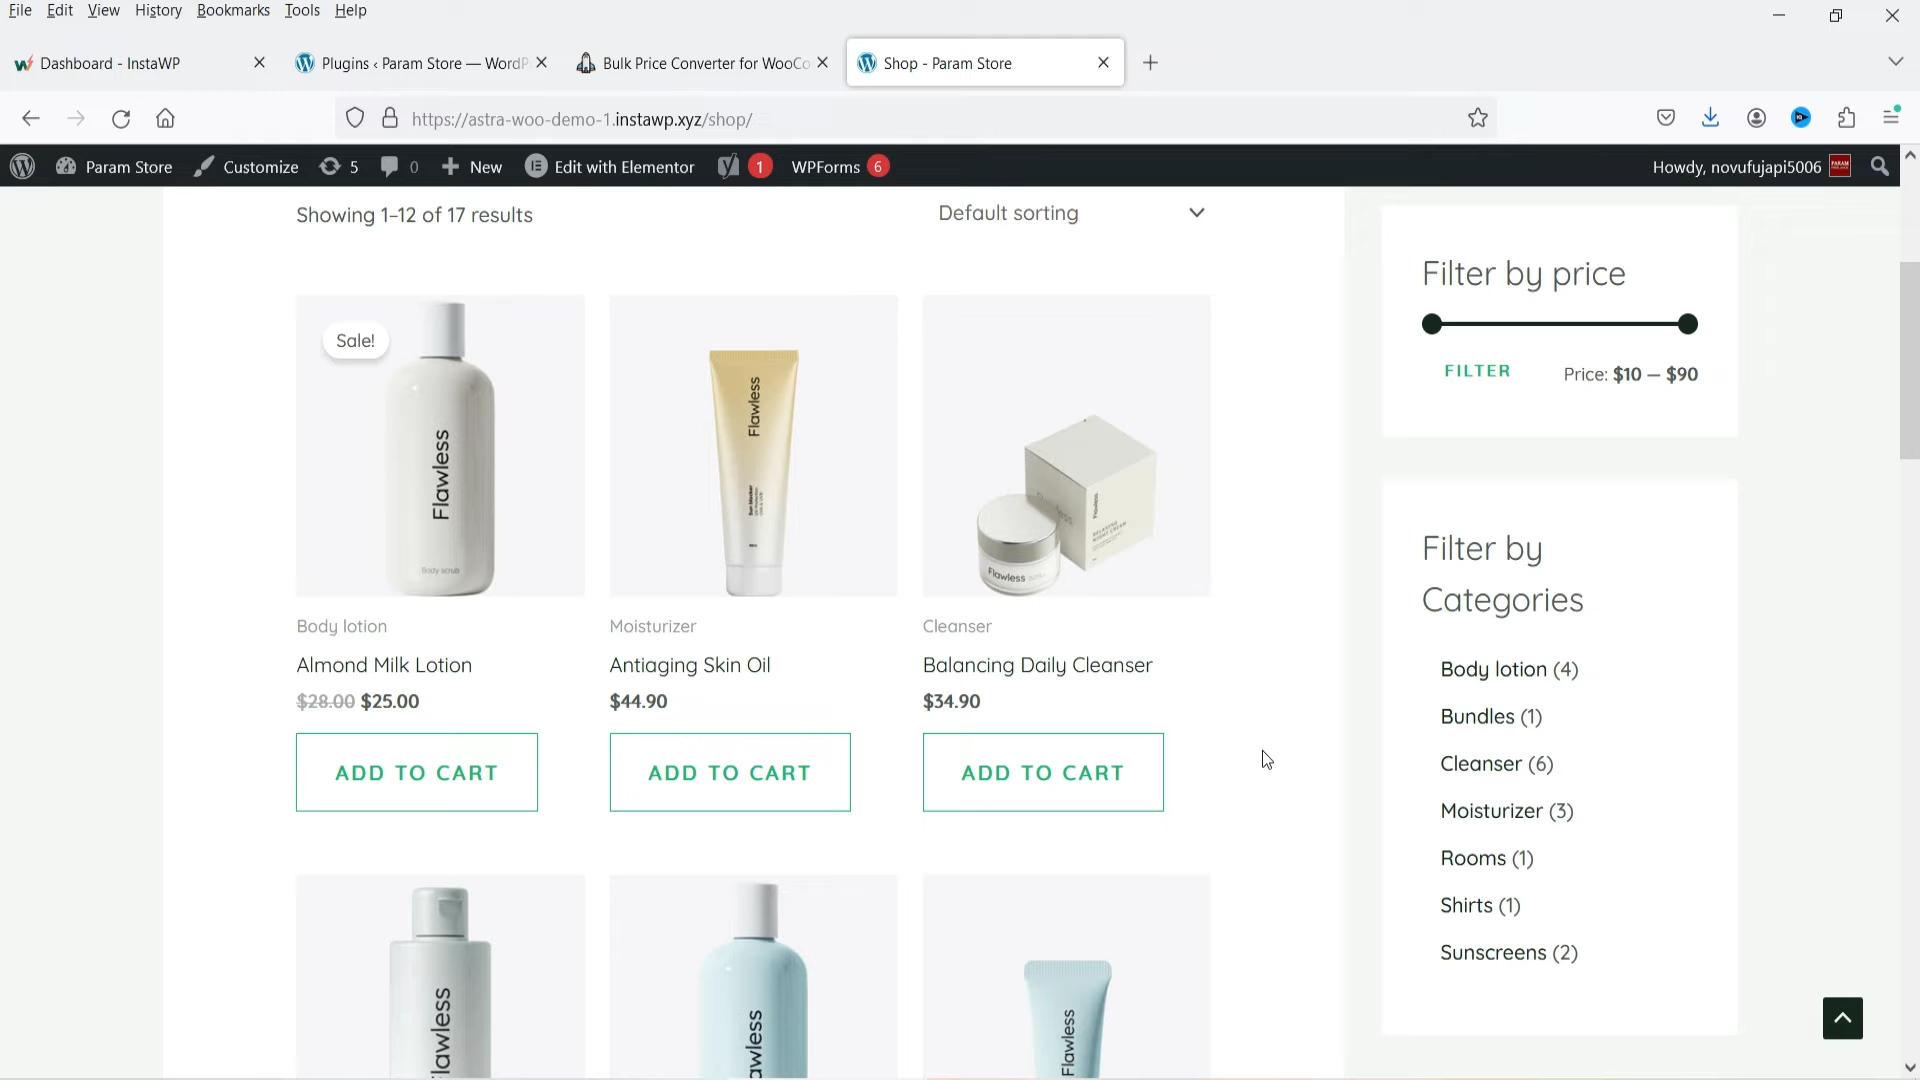 File Edit View History Bookmarks Tools Help
Dashboard - InstaWP
Plugins ‹ Param Store — WordP
Bulk Price Converter for WooCo
Shop - Param Store
https://astra-woo-demo-1.instawp.xyz/shop/
Param Store Customize 5 0 New Edit with Elementor 1 WPForms 6 Howdy, novufujapi5006
Showing 1–12 of 17 results
Default sorting
Sale!
Flawless
Body scrub
Flawless
Flawless
Body lotion
Almond Milk Lotion
$28.00 $25.00
ADD TO CART
Moisturizer
Antiaging Skin Oil
$44.90
ADD TO CART
Cleanser
Balancing Daily Cleanser
$34.90
ADD TO CART
lawless
awless
Flawless
Filter by price
FILTER
Price: $10 — $90
Filter by
Categories
Body lotion (4)
Bundles (1)
Cleanser (6)
Moisturizer (3)
Rooms (1)
Shirts (1)
Sunscreens (2)